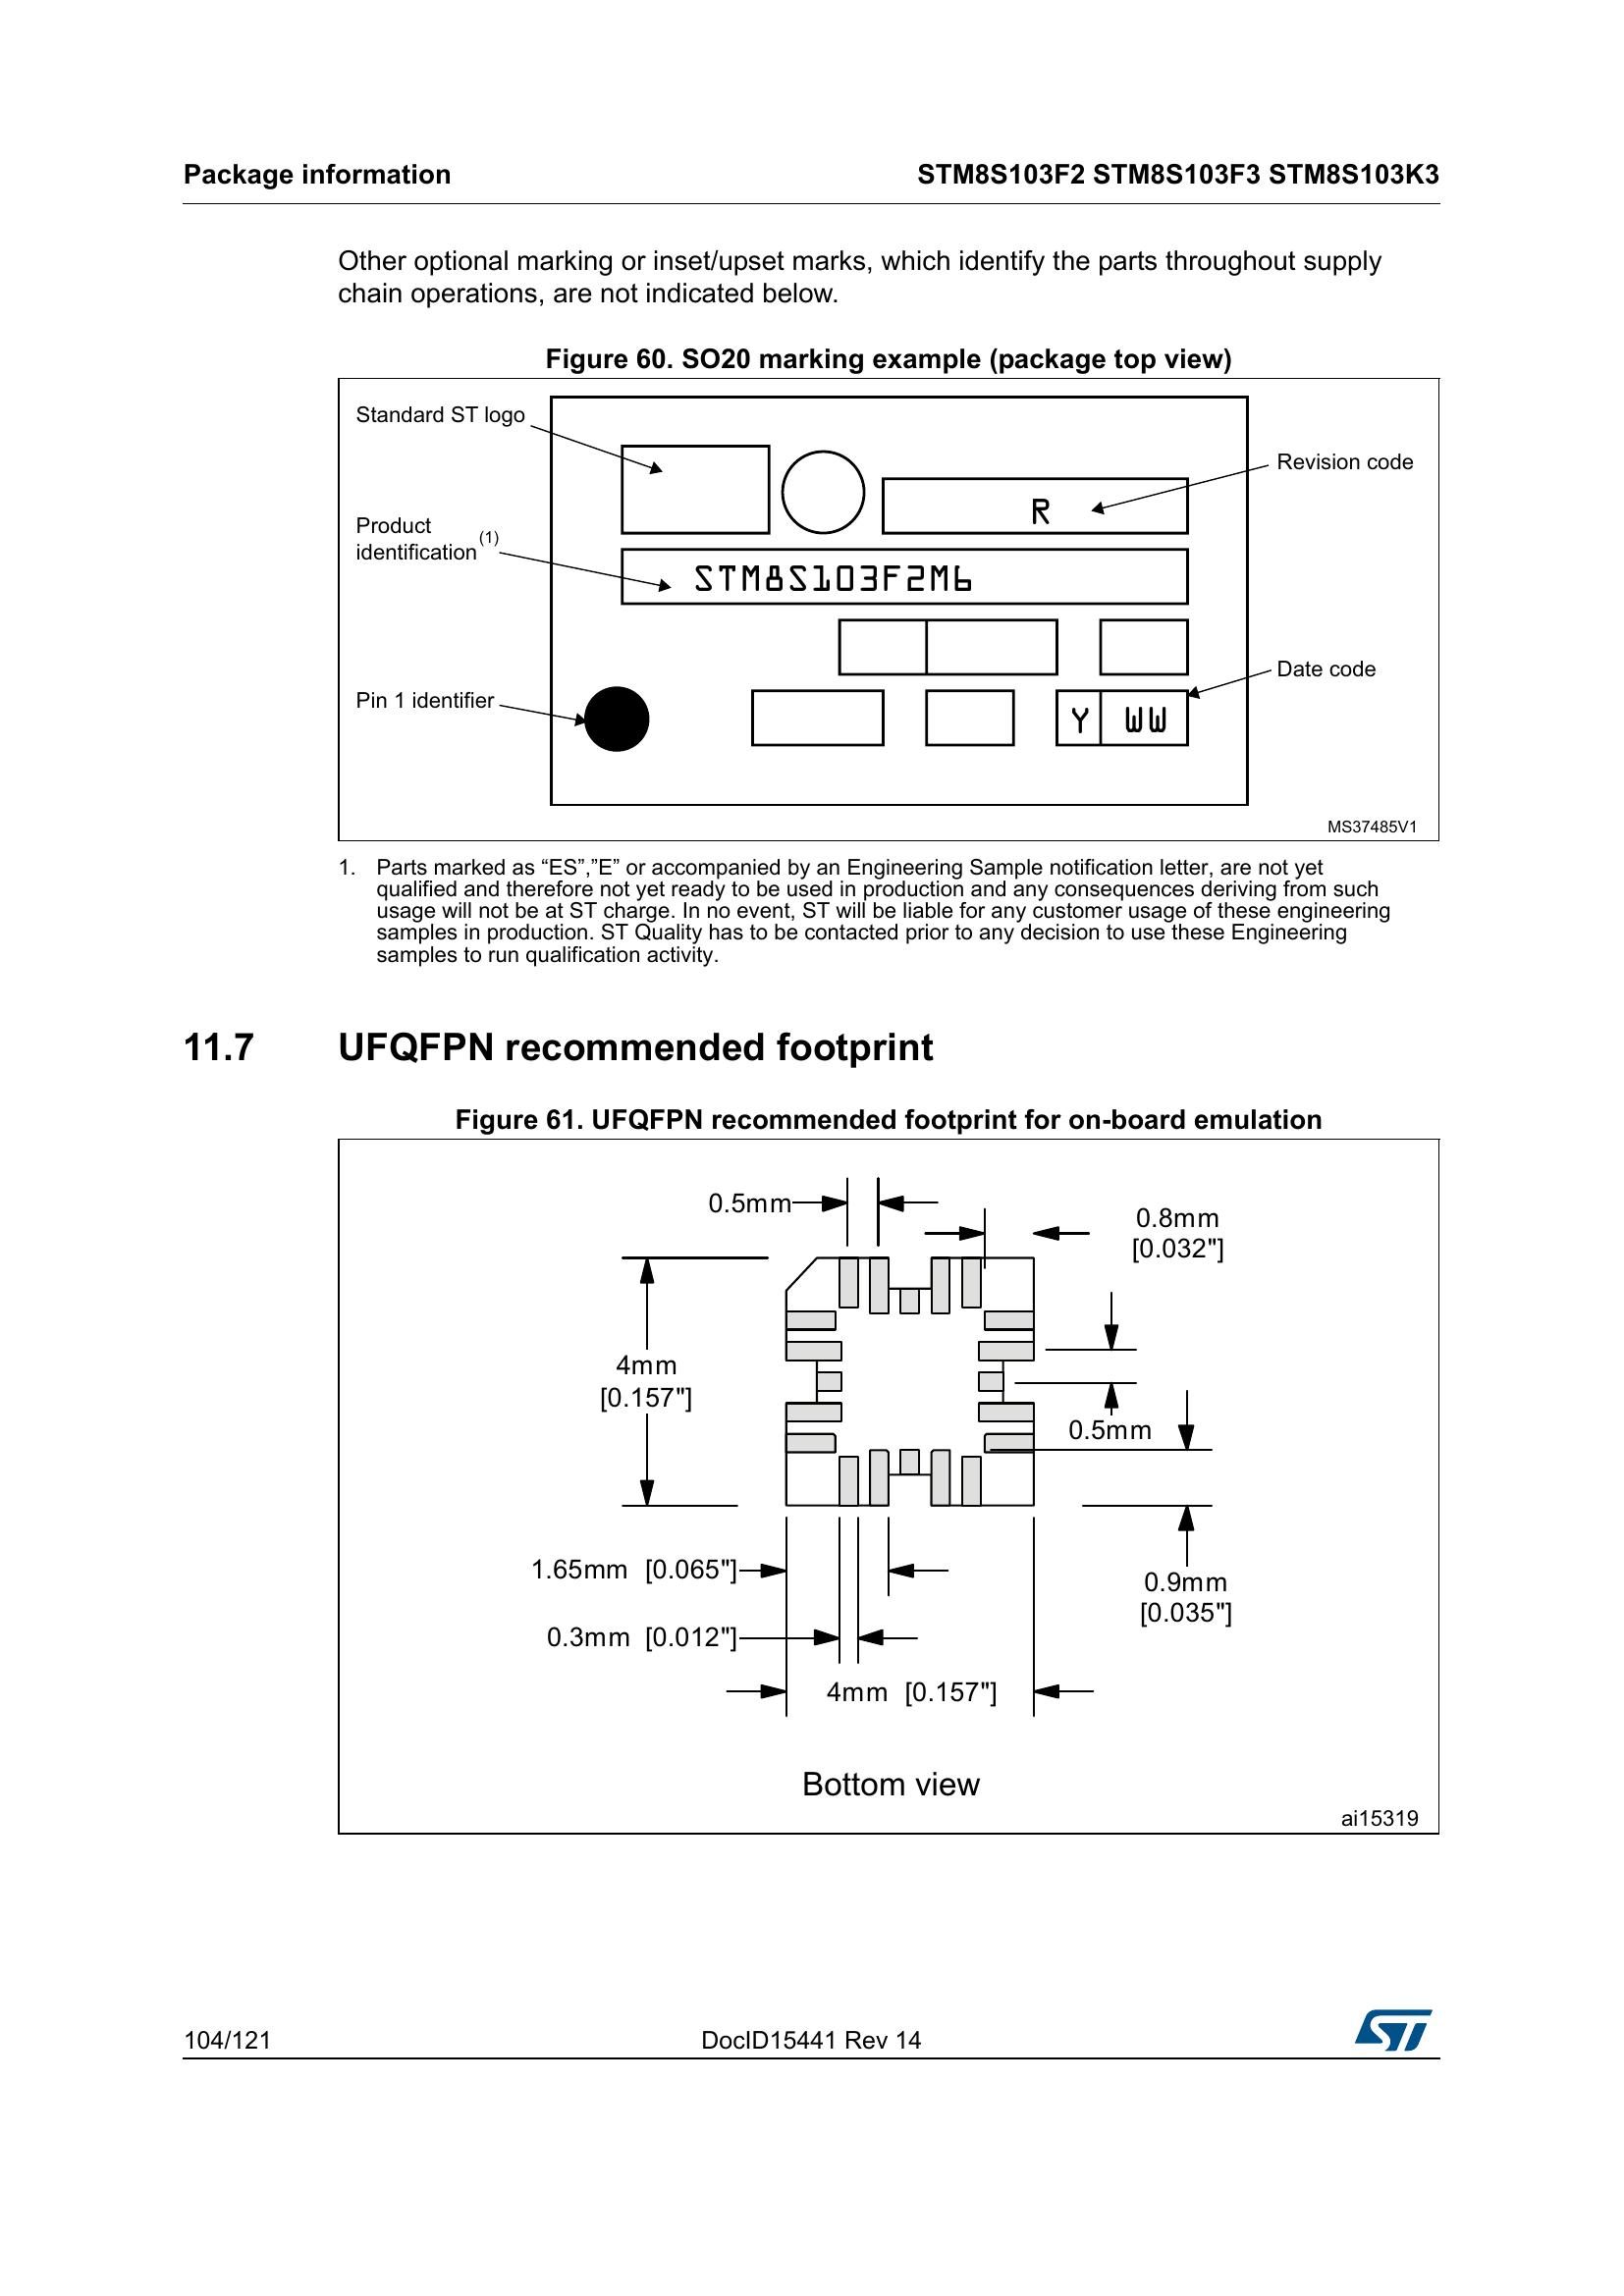 Package information
STM8S103F2 STM8S103F3 STM8S103K3
Other optional marking or inset/upset marks, which identify the parts throughout supply
chain operations, are not indicated below.
Figure 60. SO20 marking example (package top view)
Standard ST logo
Revision code
R
Product
identification (1)
STM8S103F2M6
Date code
Pin 1 identifier
Y WW
MS37485V1
1. Parts marked as “ES”,”E” or accompanied by an Engineering Sample notification letter, are not yet
qualified and therefore not yet ready to be used in production and any consequences deriving from such
usage will not be at ST charge. In no event, ST will be liable for any customer usage of these engineering
samples in production. ST Quality has to be contacted prior to any decision to use these Engineering
samples to run qualification activity.
11.7 UFQFPN recommended footprint
Figure 61. UFQFPN recommended footprint for on-board emulation
0.5mm
0.8mm
[0.032"]
4mm
[0.157"]
0.5mm
1.65mm [0.065"]
0.9mm
[0.035"]
0.3mm [0.012"]
4mm [0.157"]
Bottom view
ai15319
104/121
DocID15441 Rev 14
ST